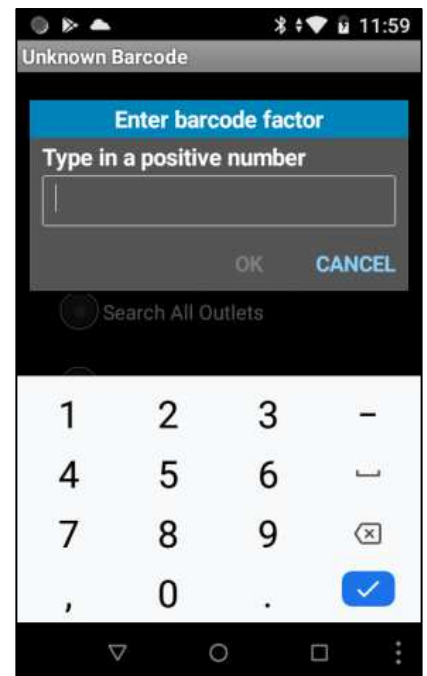 11:59
Unknown Barcode
Enter barcode factor
Type in a positive number
OK CANCEL
Search All Outlets
1 2 3 -
4 5 6
7 8 9
, 0 .